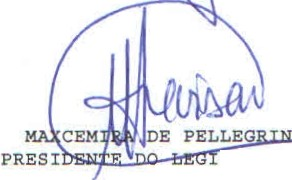 MAXCEMIRA DE PELLEGRIN
PRESIDENTE DO LEGI